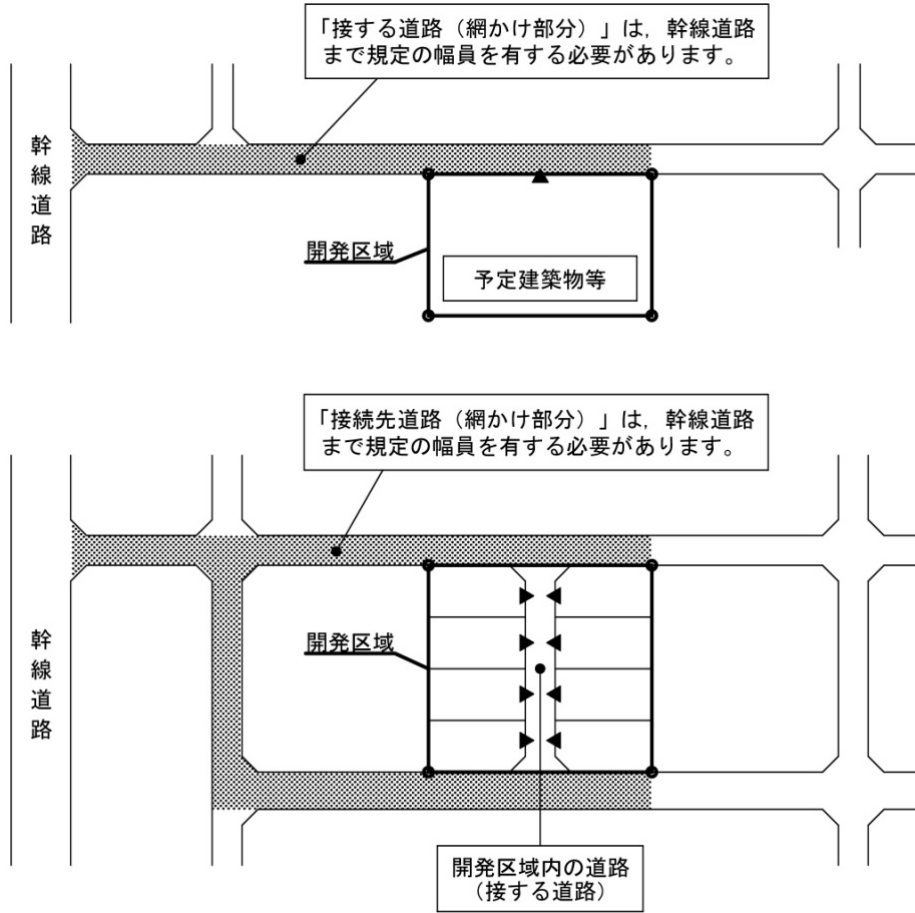 「接する道路（網かけ部分）」は，幹線道路
まで規定の幅員を有する必要があります。
幹線道路
開発区域
予定建築物等
「接続先道路（網かけ部分）」は，幹線道路
まで規定の幅員を有する必要があります。
幹線道路
開発区域
開発区域内の道路
（接する道路）